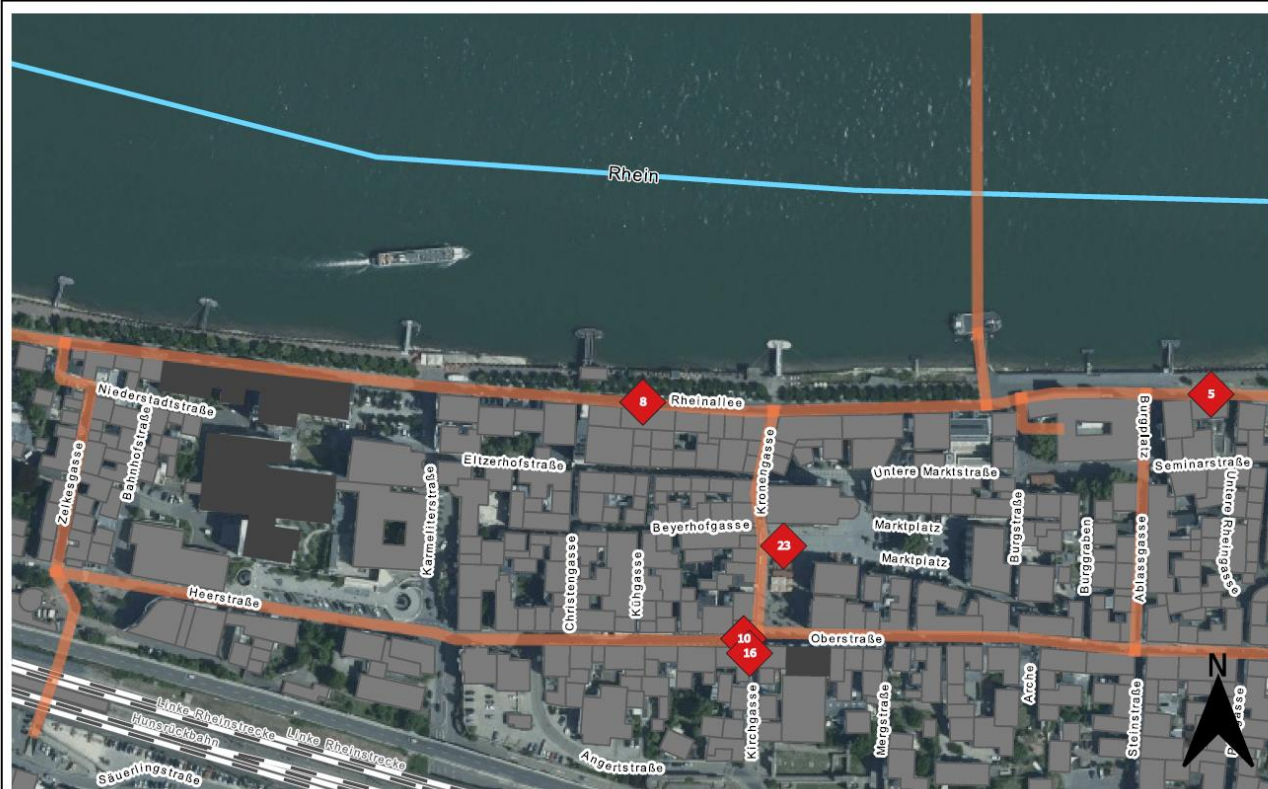 Rhein
8
Rheinallee
5
Niederstadtstraße
Bahnhofstraße
Zelkesgasse
Karmeliterstraße
Eltzerhofstraße
Kronengasse
Burgplatz
Untere Marktstraße
Seminarstraße
Untere Rheingasse
Beyerhofgasse
Marktplatz
23
Marktplatz
Burgstraße
Burggraben
Ablassgasse
Christengasse
Kühgasse
Heerstraße
10
16
Oberstraße
Kirchgasse
Mergstraße
Arche
Steinstraße
N
Linke Rheinstrecke
Linke Rheinstrecke
Hunsrückbahn
Säuerlingstraße
Angertstraße